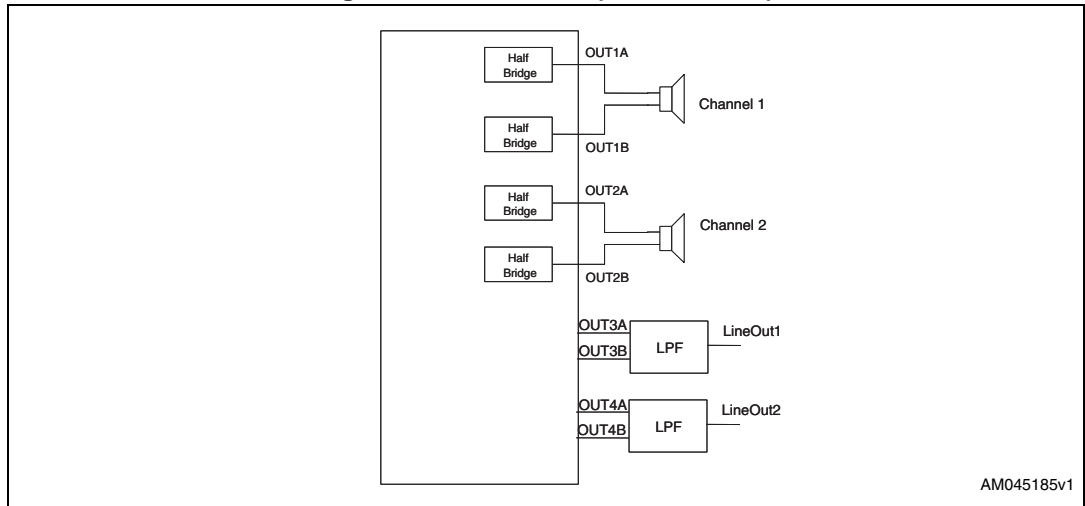 Half
Bridge
OUT1A
Channel 1
Half
Bridge
OUT1B
Half
Bridge
OUT2A
Channel 2
Half
Bridge
OUT2B
OUT3A
OUT3B
LPF
LineOut1
OUT4A
OUT4B
LPF
LineOut2
AM045185v1